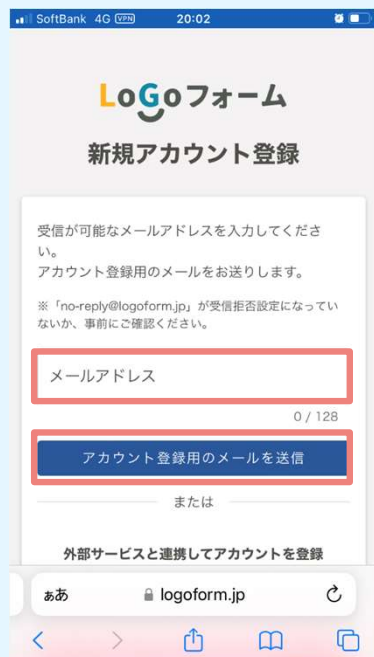 SoftBank 4G VPN 20:02
LoGoフォーム
新規アカウント登録
受信が可能なメールアドレスを入力してくださ
い。
アカウント登録用のメールをお送りします。
※「no-reply@logoform.jp」が受信拒否設定になってい
ないか、事前にご確認ください。
メールアドレス
0 / 128
アカウント登録用のメールを送信
または
外部サービスと連携してアカウントを登録
ぁあ logoform.jp